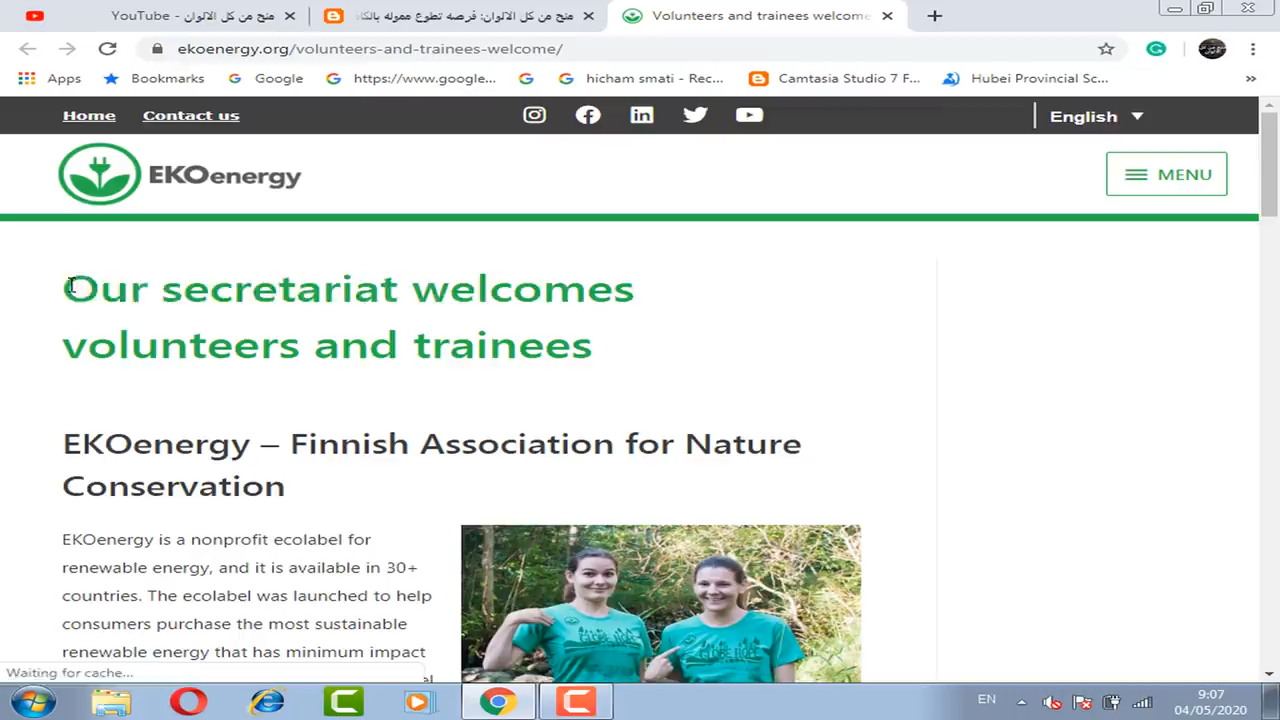 منح من كل الالوان - YouTube
منح من كل الالوان: فرصة تطوع ممولة بالكا
Volunteers and trainees welcome
ekoenergy.org/volunteers-and-trainees-welcome/
Apps
Bookmarks
Google
https://www.google...
hicham smati - Rec...
Camtasia Studio 7 F...
Hubei Provincial Sc...
»
Home
Contact us
English
EKOenergy
MENU
Our secretariat welcomes
volunteers and trainees
EKOenergy – Finnish Association for Nature
Conservation
EKOenergy is a nonprofit ecolabel for
renewable energy, and it is available in 30+
countries. The ecolabel was launched to help
consumers purchase the most sustainable
renewable energy that has minimum impact
GLOBE HOPE
GLOBE HOPE
Waiting for cache...
EN
9:07
04/05/2020